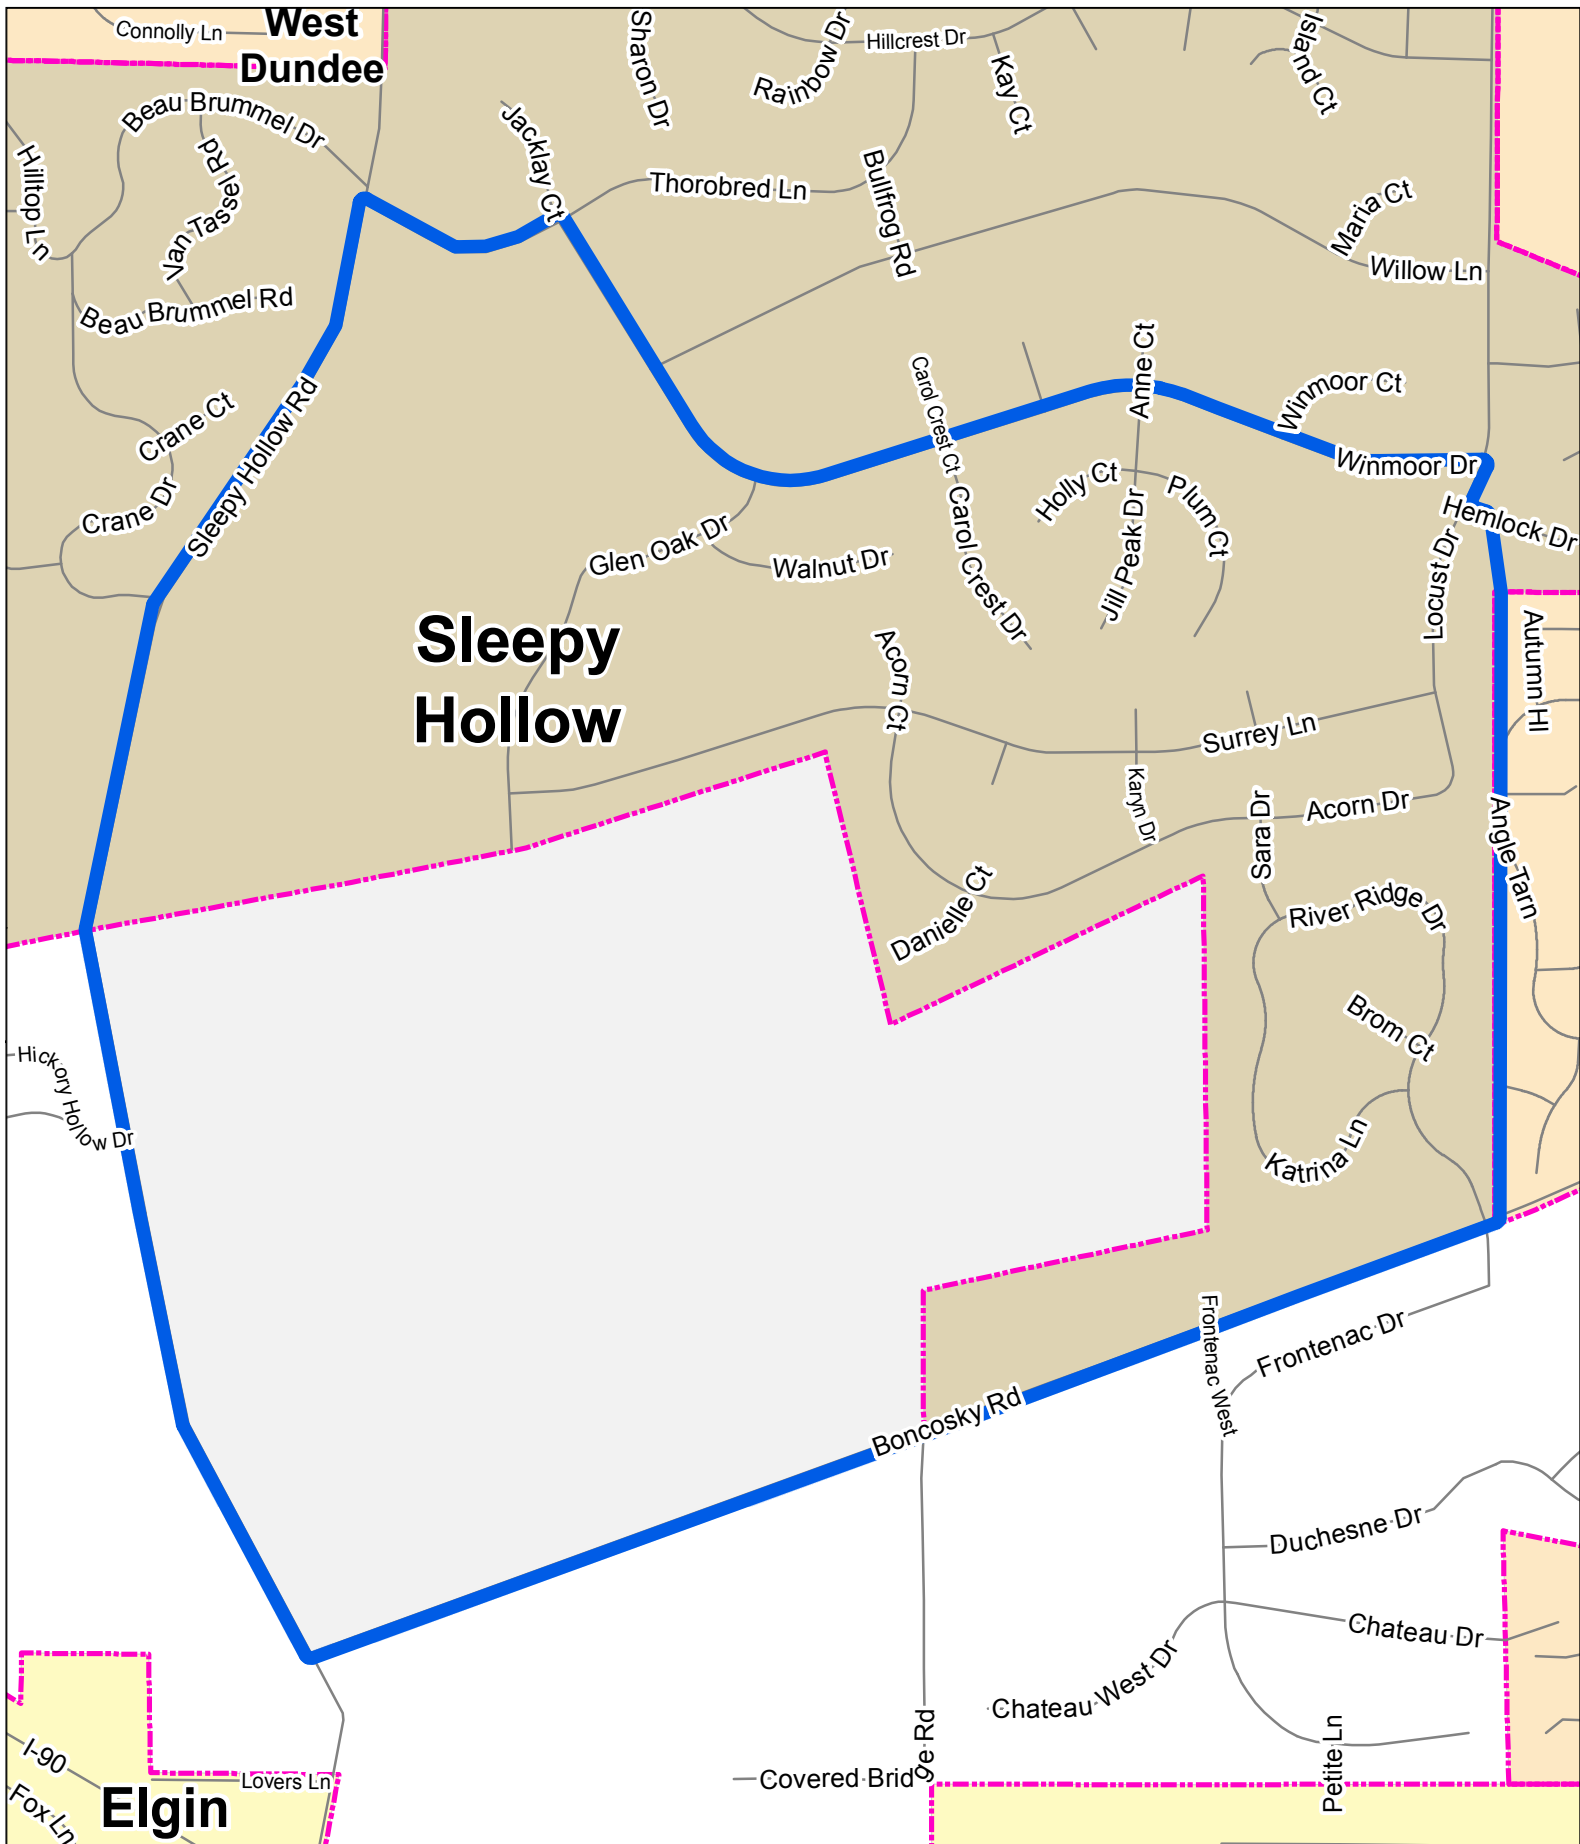 Connolly Ln
West
Dundee
Sharon Dr
Rainbow Dr
Hillcrest Dr
Kay Ct
Island Ct
Beau Brummel Dr
Van Tassel Rd
Hilltop Ln
Jacklay Ct
Thorobred Ln
Bullfrog Rd
Maria Ct
Willow Ln
Beau Brummel Rd
Crane Ct
Crane Dr
Sleepy Hollow Rd
Carol Crest Ct
Anne Ct
Winmoor Ct
Winmoor Dr
Hemlock Dr
Holly Ct
Plum Ct
Jill Peak Dr
Carol Crest Dr
Glen Oak Dr
Walnut Dr
Locust Dr
Autumn Hl
Sleepy
Hollow
Acorn Ct
Surrey Ln
Karyn Dr
Sara Dr
Acorn Dr
Angle Tarn
Danielle Ct
River Ridge Dr
Brom Ct
Katrina Ln
Hickory Hollow Dr
Boncosky Rd
Frontenac West
Frontenac Dr
Duchesne Dr
Chateau Dr
Chateau West Dr
Petite Ln
Covered Bridge Rd
I-90
Fox Ln
Lovers Ln
Elgin